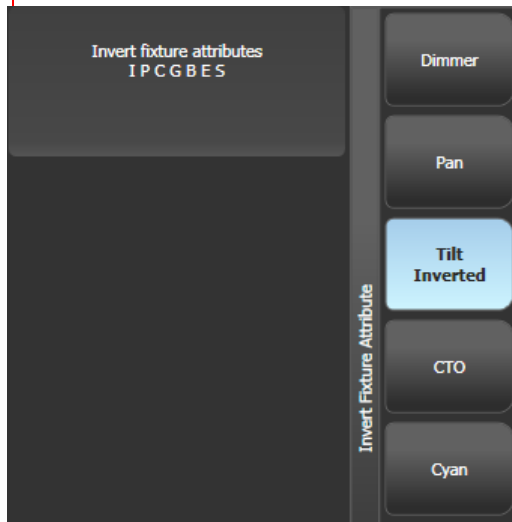 Invert fixture attributes
I P C G B E S
Invert Fixture Attribute
Dimmer
Pan
Tilt
Inverted
CTO
Cyan